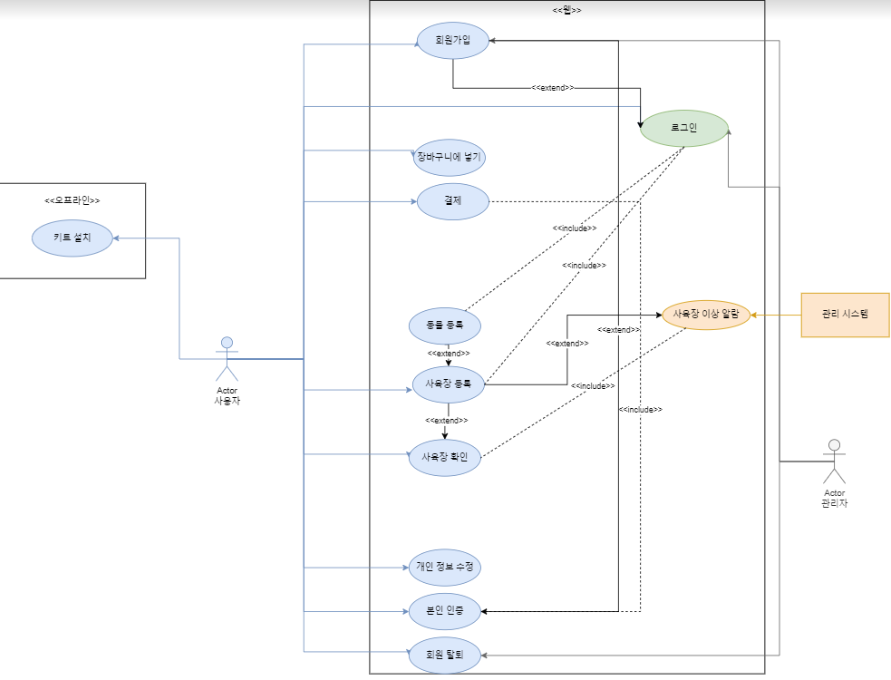 <<웹>>
회원가입
<<extend>>
로그인
장바구니에 넣기
<<오프라인>>
결제
키트 설치
<<include>>
<<include>>
동물 등록
사육장 이상 알람
관리 시스템
<<extend>>
<<extend>>
<<extend>>
사육장 등록
<<include>>
<<include>>
<<extend>>
사육장 확인
Actor
사용자
Actor
관리자
개인 정보 수정
본인 인증
회원 탈퇴